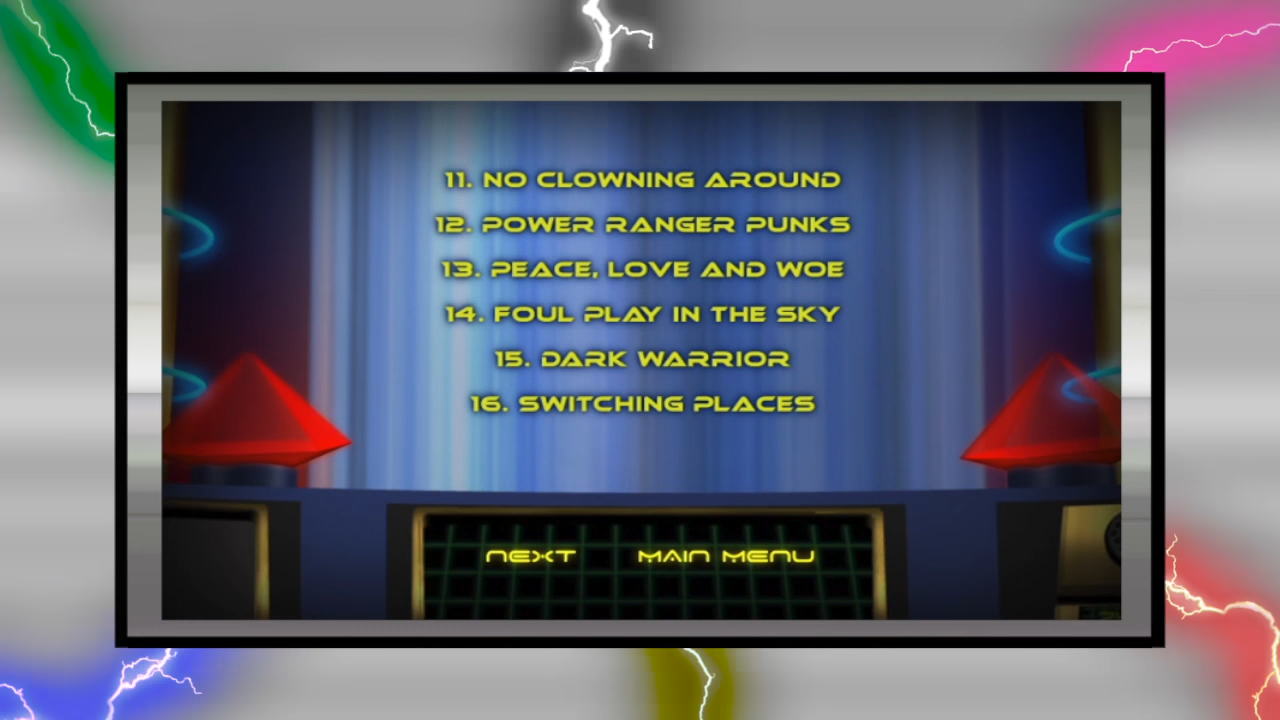 11. NO CLOWNING AROUND
12. POWER RANGER PUNKS
13. PEACE, LOVE AND WOE
14. FOUL PLAY IN THE SKY
15. DARK WARRIOR
16. SWITCHING PLACES
NEXT MAIN MENU